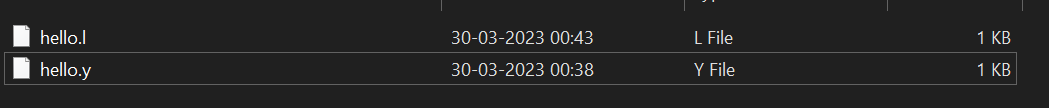 hello.l 30-03-2023 00:43 L File 1 KB
hello.y 30-03-2023 00:38 Y File 1 KB